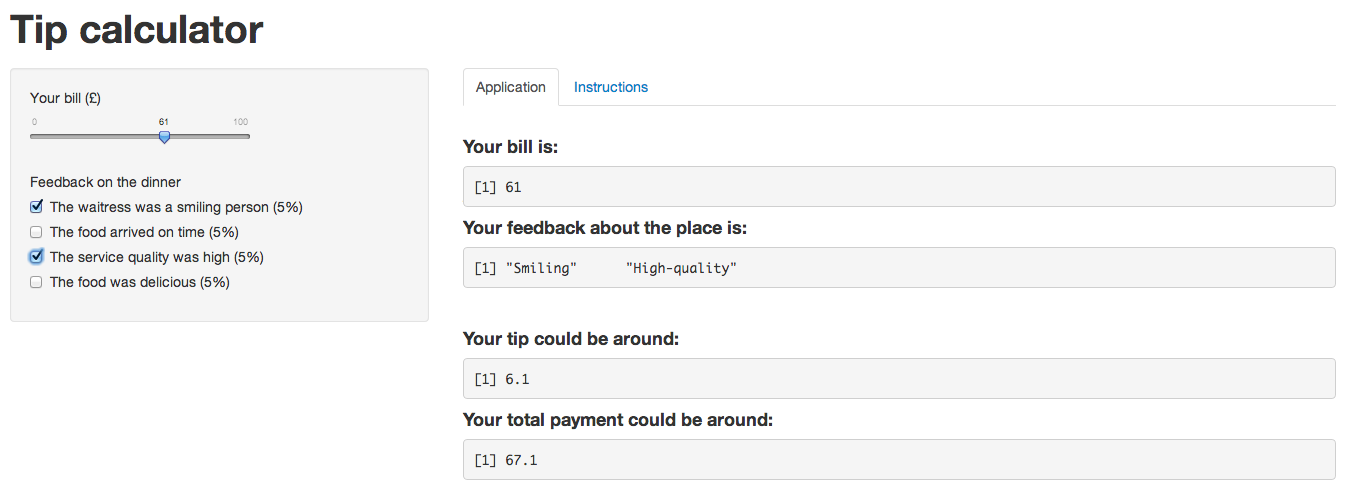 Tip calculator
Your bill (£)
0 61 100
Feedback on the dinner
The waitress was a smiling person (5%)
The food arrived on time (5%)
The service quality was high (5%)
The food was delicious (5%)
Application Instructions
Your bill is:
[1] 61
Your feedback about the place is:
[1] "Smiling" "High-quality"
Your tip could be around:
[1] 6.1
Your total payment could be around:
[1] 67.1